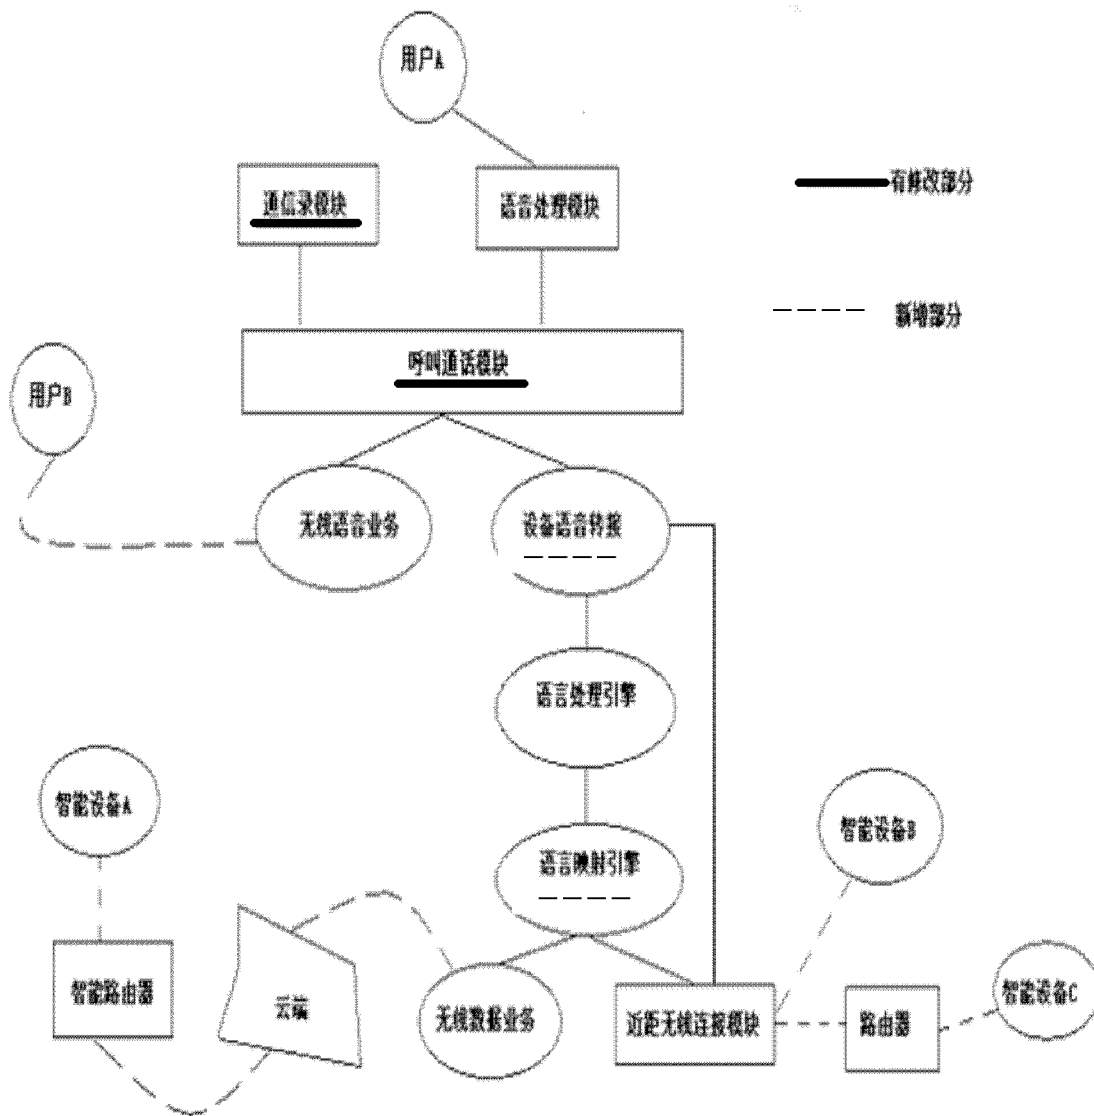 用户A
通信录模块
语音处理模块
有修改部分
新增部分
呼叫通话模块
用户B
无线语音业务
设备语音转接
语言处理引擎
智能设备A
智能设备B
语言映射引擎
智能路由器
云端
无线数据业务
近距无线连接模块
路由器
智能设备C